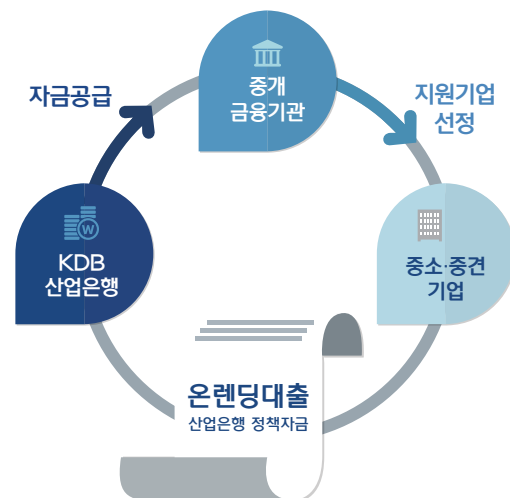 중개
금융기관
자금공급
지원기업
선정
W
KDB
산업은행
중소·중견
기업
온렌딩대출
산업은행 정책자금